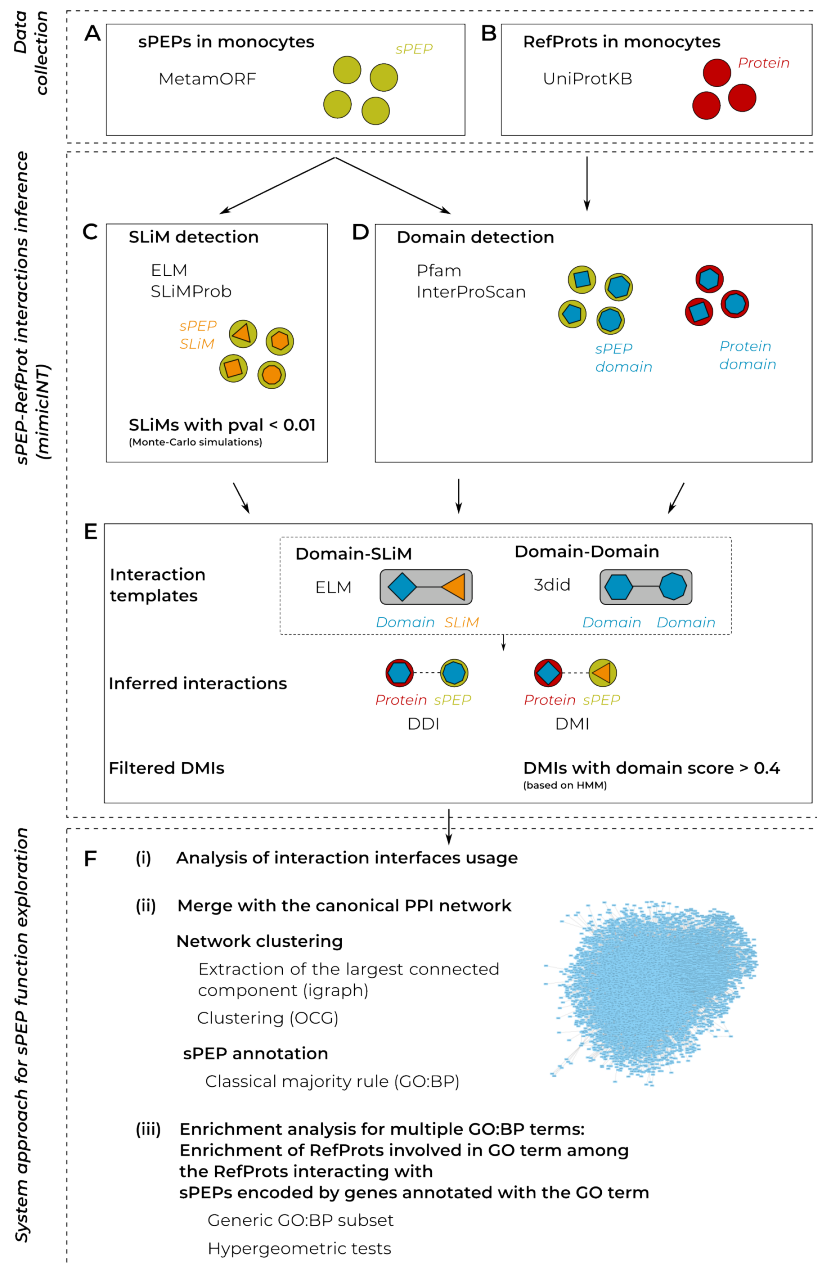 Data
collection
A
sPEPs in monocytes
sPEP
MetamORF
B
RefProts in monocytes
Protein
UniProtKB
sPEP-RefProt interactions inference
(mimicINT)
C
SLiM detection
ELM
SLiMProb
sPEP
SLiM
SLiMs with pval < 0.01
(Monte-Carlo simulations)
D
Domain detection
Pfam
InterProScan
sPEP
domain
Protein
domain
E
Interaction
templates
Domain-SLiM
ELM
Domain SLiM
Domain-Domain
3did
Domain Domain
Inferred interactions
Protein sPEP
DDI
Protein sPEP
DMI
Filtered DMIs
DMIs with domain score > 0.4
(based on HMM)
System approach for sPEP function exploration
F
(i) Analysis of interaction interfaces usage
(ii) Merge with the canonical PPI network
Network clustering
Extraction of the largest connected
component (igraph)
Clustering (OCG)
sPEP annotation
Classical majority rule (GO:BP)
(iii) Enrichment analysis for multiple GO:BP terms:
Enrichment of RefProts involved in GO term among
the RefProts interacting with
sPEPs encoded by genes annotated with the GO term
Generic GO:BP subset
Hypergeometric tests